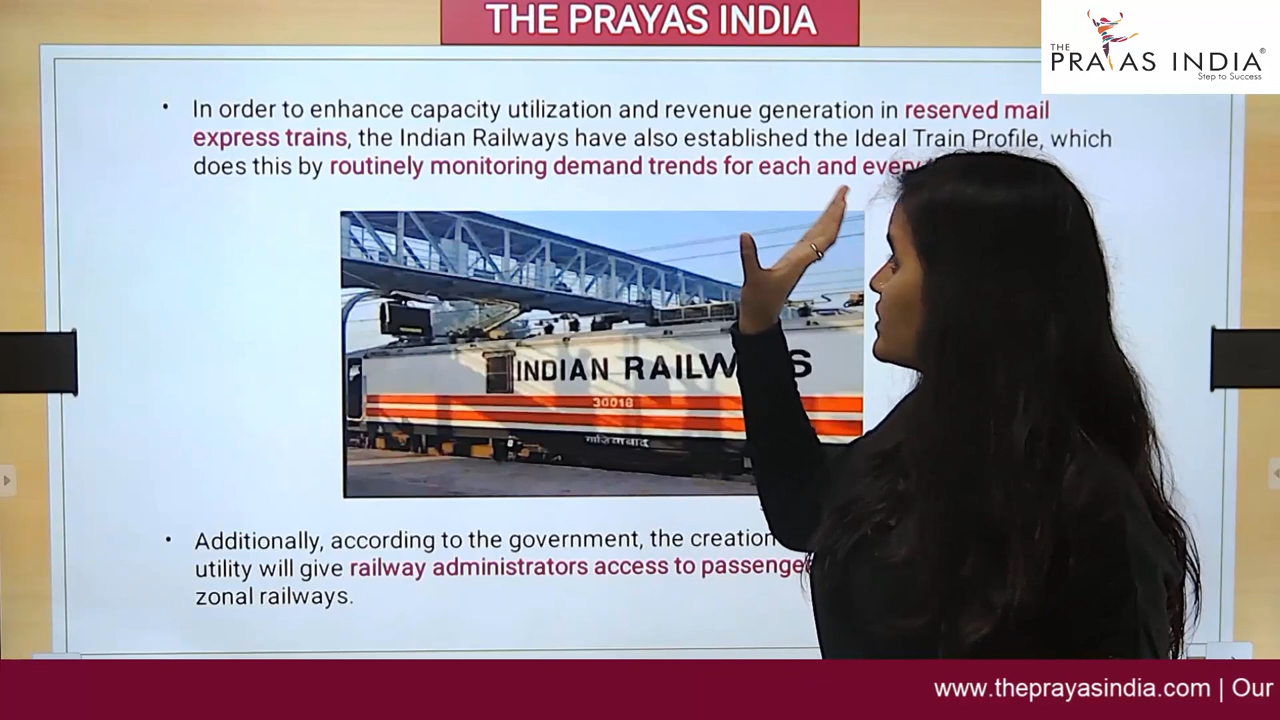 THE PRAYAS INDIA
THE
PRAYAS INDIA®
Step to Success
• In order to enhance capacity utilization and revenue generation in reserved mail
express trains, the Indian Railways have also established the Ideal Train Profile, which
does this by routinely monitoring demand trends for each and every
INDIAN RAILW S
30018
गाजियाबाद
• Additionally, according to the government, the creation
utility will give railway administrators access to passenge
zonal railways.
www.theprayasindia.com | Our